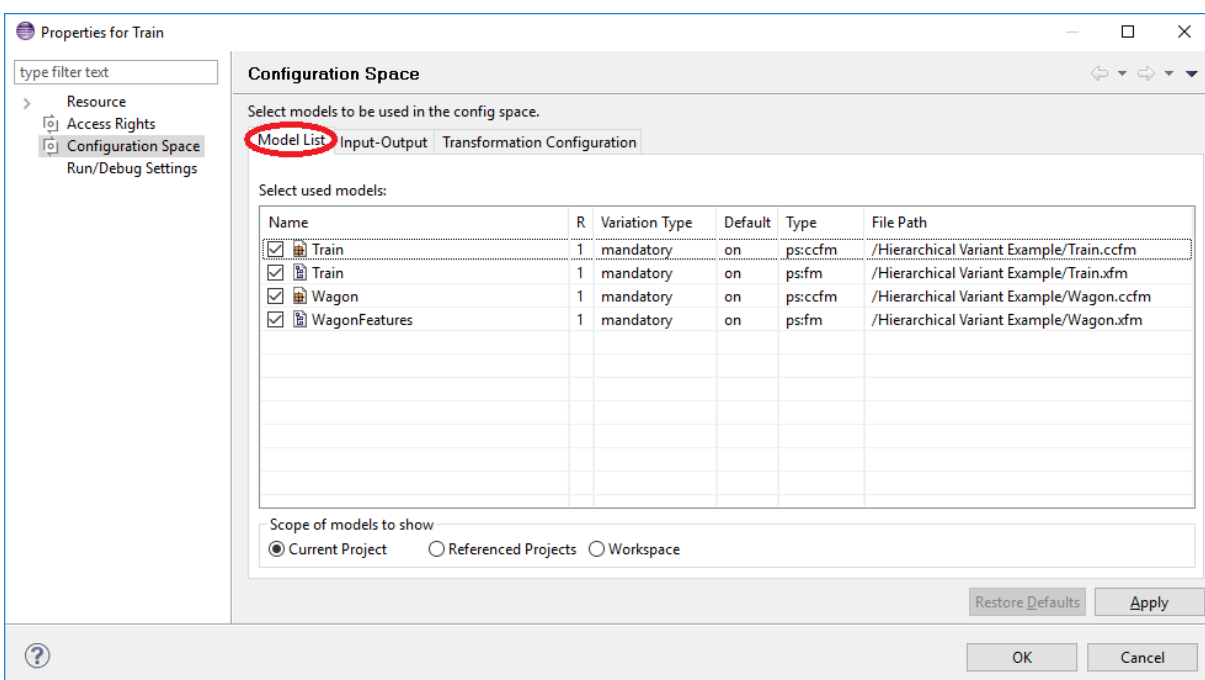 Properties for Train
type filter text
Resource
Access Rights
Configuration Space
Run/Debug Settings
Configuration Space
Select models to be used in the config space.
Model List Input-Output Transformation Configuration
Select used models:
Name R Variation Type Default Type File Path
Train 1 mandatory on ps:ccfm /Hierarchical Variant Example/Train.ccfm
Train 1 mandatory on ps:fm /Hierarchical Variant Example/Train.xfm
Wagon 1 mandatory on ps:ccfm /Hierarchical Variant Example/Wagon.ccfm
WagonFeatures 1 mandatory on ps:fm /Hierarchical Variant Example/Wagon.xfm
Scope of models to show
Current Project Referenced Projects Workspace
Restore Defaults Apply
? OK Cancel